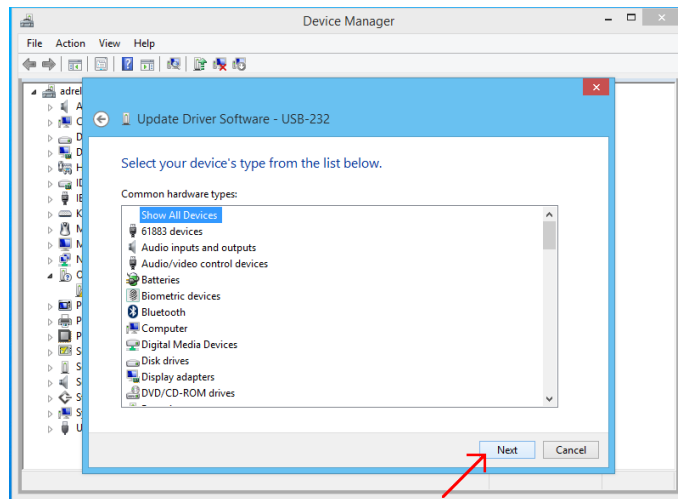 Device Manager
File Action View Help
adrel
Update Driver Software - USB-232
Select your device's type from the list below.
Common hardware types:
Show All Devices
61883 devices
Audio inputs and outputs
Audio/video control devices
Batteries
Biometric devices
Bluetooth
Computer
Digital Media Devices
Disk drives
Display adapters
DVD/CD-ROM drives
Next Cancel